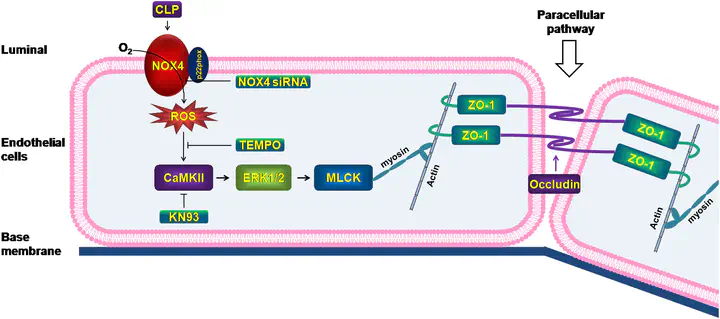 CLP
Paracellular
pathway
Luminal
O2
NOX4
p22phox
NOX4 siRNA
ROS
TEMPO
Endothelial
cells
CaMKII
ERK1/2
MLCK
KN93
myosin
Actin
ZO-1
ZO-1
Occludin
ZO-1
ZO-1
Actin
myosin
Base
membrane